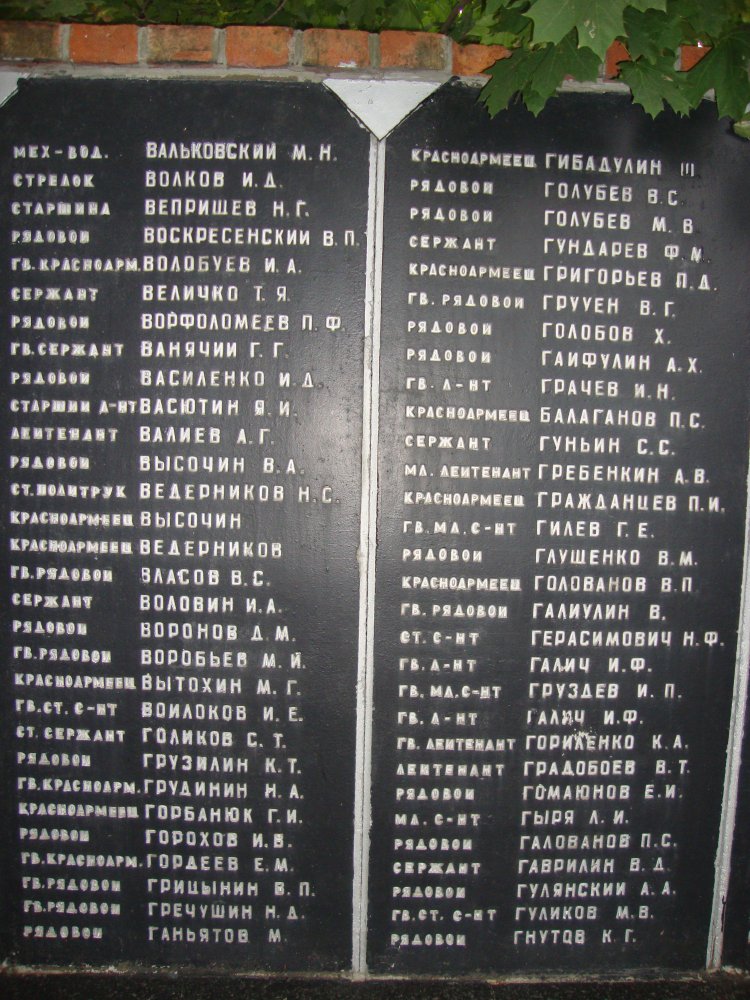 МЕХ-ВОД. ВАЛЬКОВСКИЙ М.Н.
СТРЕЛОК ВОЛКОВ И.Д.
СТАРШИНА ВЕПРИЩЕВ Н.Г.
РЯДОВОЙ ВОСКРЕСЕНСКИЙ В.П.
ГВ.КРАСНОАРМ. ВОЛОБУЕВ И.А.
СЕРЖАНТ ВЕЛИЧКО Т.Я.
РЯДОВОЙ ВОРФОЛОМЕЕВ П.Ф.
ГВ.СЕРЖАНТ ВАНЯЧИЙ Г.Г.
РЯДОВОЙ ВАСИЛЕНКО И.Д.
СТАРШИЙ Л-НТ ВАСЮТИН Я.И.
ЛЕЙТЕНАНТ ВАЛИЕВ А.Г.
РЯДОВОЙ ВЫСОЧИН В.А.
СТ.ПОЛИТРУК ВЕДЕРНИКОВ Н.С.
КРАСНОАРМЕЕЦ ВЫСОЧИН
КРАСНОАРМЕЕЦ ВЕДЕРНИКОВ
ГВ.РЯДОВОЙ ВЛАСОВ В.С.
СЕРЖАНТ ВОЛОВИН И.А.
РЯДОВОЙ ВОРОНОВ Д.М.
ГВ.РЯДОВОЙ ВОРОБЬЕВ М.И.
КРАСНОАРМЕЕЦ ВЫТОХИН М.Г.
ГВ.СТ.С-НТ ВОИЛОКОВ И.Е.
СТ.СЕРЖАНТ ГОЛИКОВ С.Т.
РЯДОВОЙ ГРУЗИЛИН К.Т.
ГВ.КРАСНОАРМ. ГРУДИНИН Н.А.
КРАСНОАРМЕЕЦ ГОРБАНЮК Г.И.
РЯДОВОЙ ГОРОХОВ И.В.
ГВ.КРАСНОАРМ. ГОРДЕЕВ Е.М.
ГВ.РЯДОВОЙ ГРИЦЫНИН В.П.
ГВ.РЯДОВОЙ ГРЕЧУШИН Н.Д.
РЯДОВОЙ ГАНЬЯТОВ М.
КРАСНОАРМЕЕЦ ГИБАДУЛИН Ш.
РЯДОВОЙ ГОЛУБЕВ В.С.
РЯДОВОЙ ГОЛУБЕВ М.В.
СЕРЖАНТ ГУНДАРЕВ Ф.М.
КРАСНОАРМЕЕЦ ГРИГОРЬЕВ П.Д.
ГВ.РЯДОВОЙ ГРУУЕН В.Г.
РЯДОВОЙ ГОЛОБОВ Х.
РЯДОВОЙ ГАЙФУЛИН А.Х.
ГВ.Л-НТ ГРАЧЕВ И.Н.
КРАСНОАРМЕЕЦ БАЛАГАНОВ П.С.
СЕРЖАНТ ГУНЬИН С.С.
МЛ.ЛЕЙТЕНАНТ ГРЕБЕНКИН А.В.
КРАСНОАРМЕЕЦ ГРАЖДАНЦЕВ П.И.
ГВ.МЛ.С-НТ ГИЛЕВ Г.Е.
РЯДОВОЙ ГЛУЩЕНКО В.М.
КРАСНОАРМЕЕЦ ГОЛОВАНОВ В.П.
ГВ.РЯДОВОЙ ГАЛИУЛИН В.
СТ.С-НТ ГЕРАСИМОВИЧ Н.Ф.
ГВ.Л-НТ ГАЛИЧ И.Ф.
ГВ.МЛ.С-НТ ГРУЗДЕВ И.П.
ГВ.Л-НТ ГАЛИЧ И.Ф.
ГВ.ЛЕЙТЕНАНТ ГОРИЛЕНКО К.А.
ЛЕЙТЕНАНТ ГРАДОБОЕВ В.Т.
РЯДОВОЙ ГОМАЮНОВ Е.И.
МЛ.С-НТ ГЫРЯ Л.И.
РЯДОВОЙ ГАЛОВАНОВ П.С.
СЕРЖАНТ ГАВРИЛИН В.Д.
РЯДОВОЙ ГУЛЯНСКИЙ А.А.
ГВ.СТ.С-НТ ГУЛИКОВ М.В.
РЯДОВОЙ ГНУТОВ К.Г.